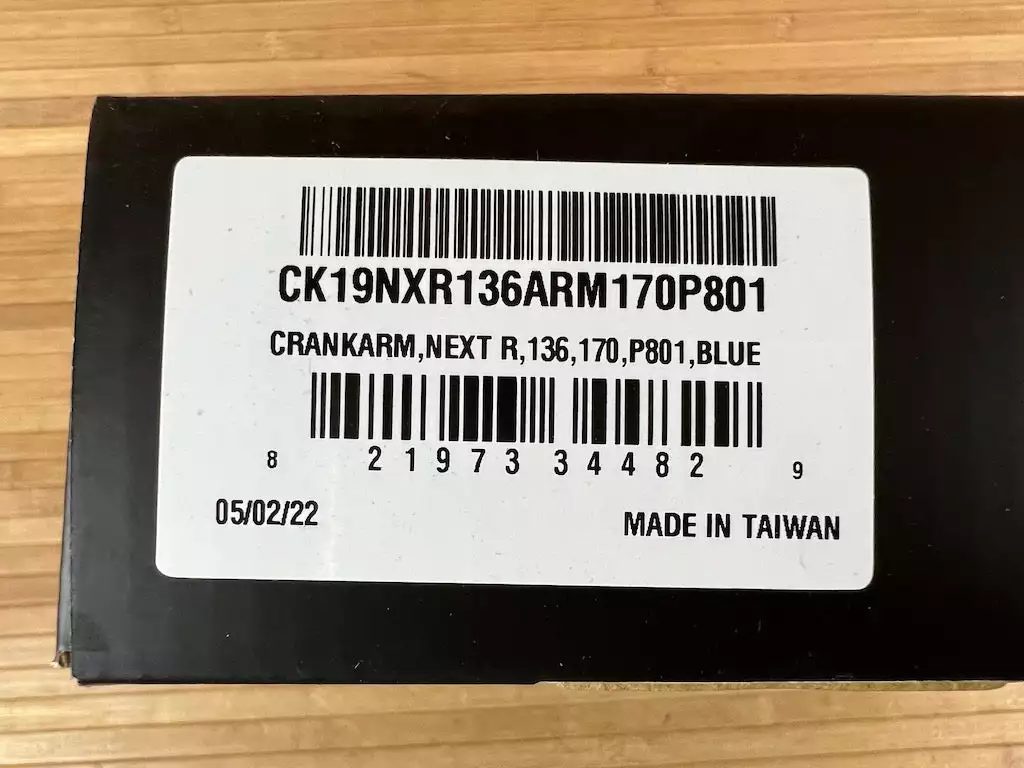 CK19NXR136ARM170P801
CRANKARM,NEXT R,136,170,P801,BLUE
8 21973 34482 9
05/02/22
MADE IN TAIWAN